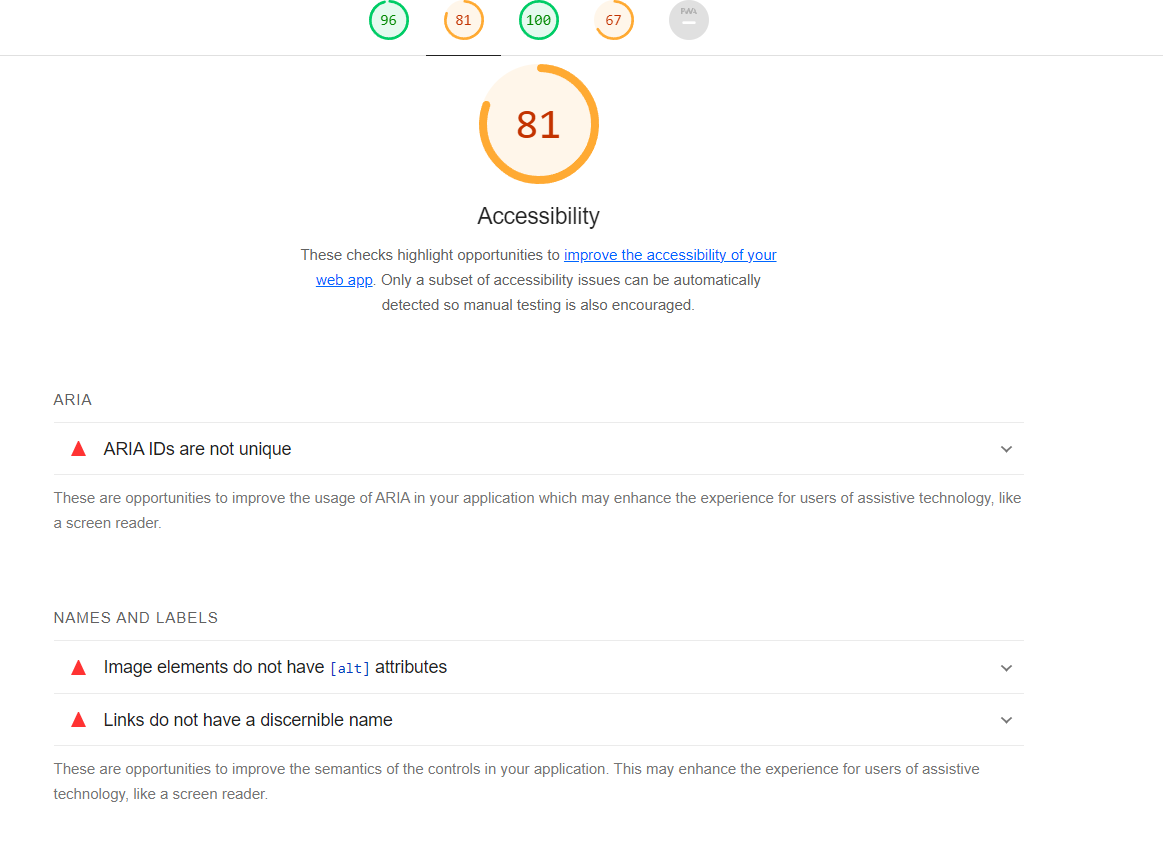 96 81 100 67 PWA
81
Accessibility
These checks highlight opportunities to improve the accessibility of your
web app. Only a subset of accessibility issues can be automatically
detected so manual testing is also encouraged.
ARIA
ARIA IDs are not unique
These are opportunities to improve the usage of ARIA in your application which may enhance the experience for users of assistive technology, like
a screen reader.
NAMES AND LABELS
Image elements do not have [alt] attributes
Links do not have a discernible name
These are opportunities to improve the semantics of the controls in your application. This may enhance the experience for users of assistive
technology, like a screen reader.